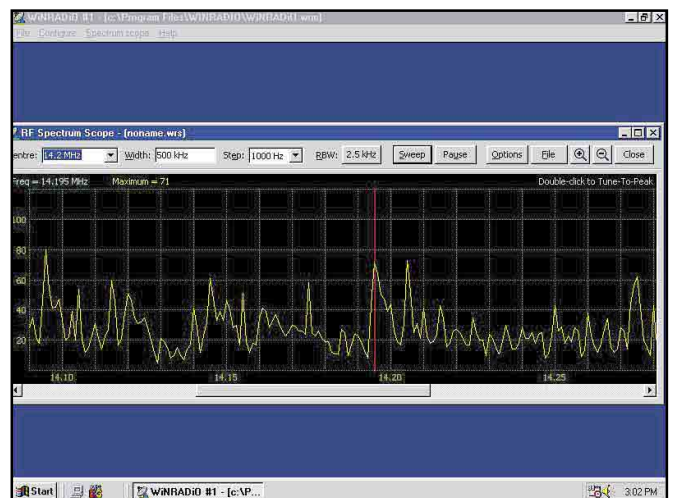 WiNRADiO #1 - [c:\Program Files\WiNRADIO\WiNRADiO.wrs]
File Configure Spectrum scope Help
RF Spectrum Scope - (noname.wrs)
entre: 14.2 MHz Width: 500 kHz Step: 1000 Hz RBW: 2.5 kHz Sweep Pause Options File Close
Freq = 14.195 MHz Maximum = 71 Double-click to Tune-To-Peak
100
80
60
40
20
14.10 14.15 14.20 14.25
Start WiNRADiO #1 - [c:\P... 3:02 PM